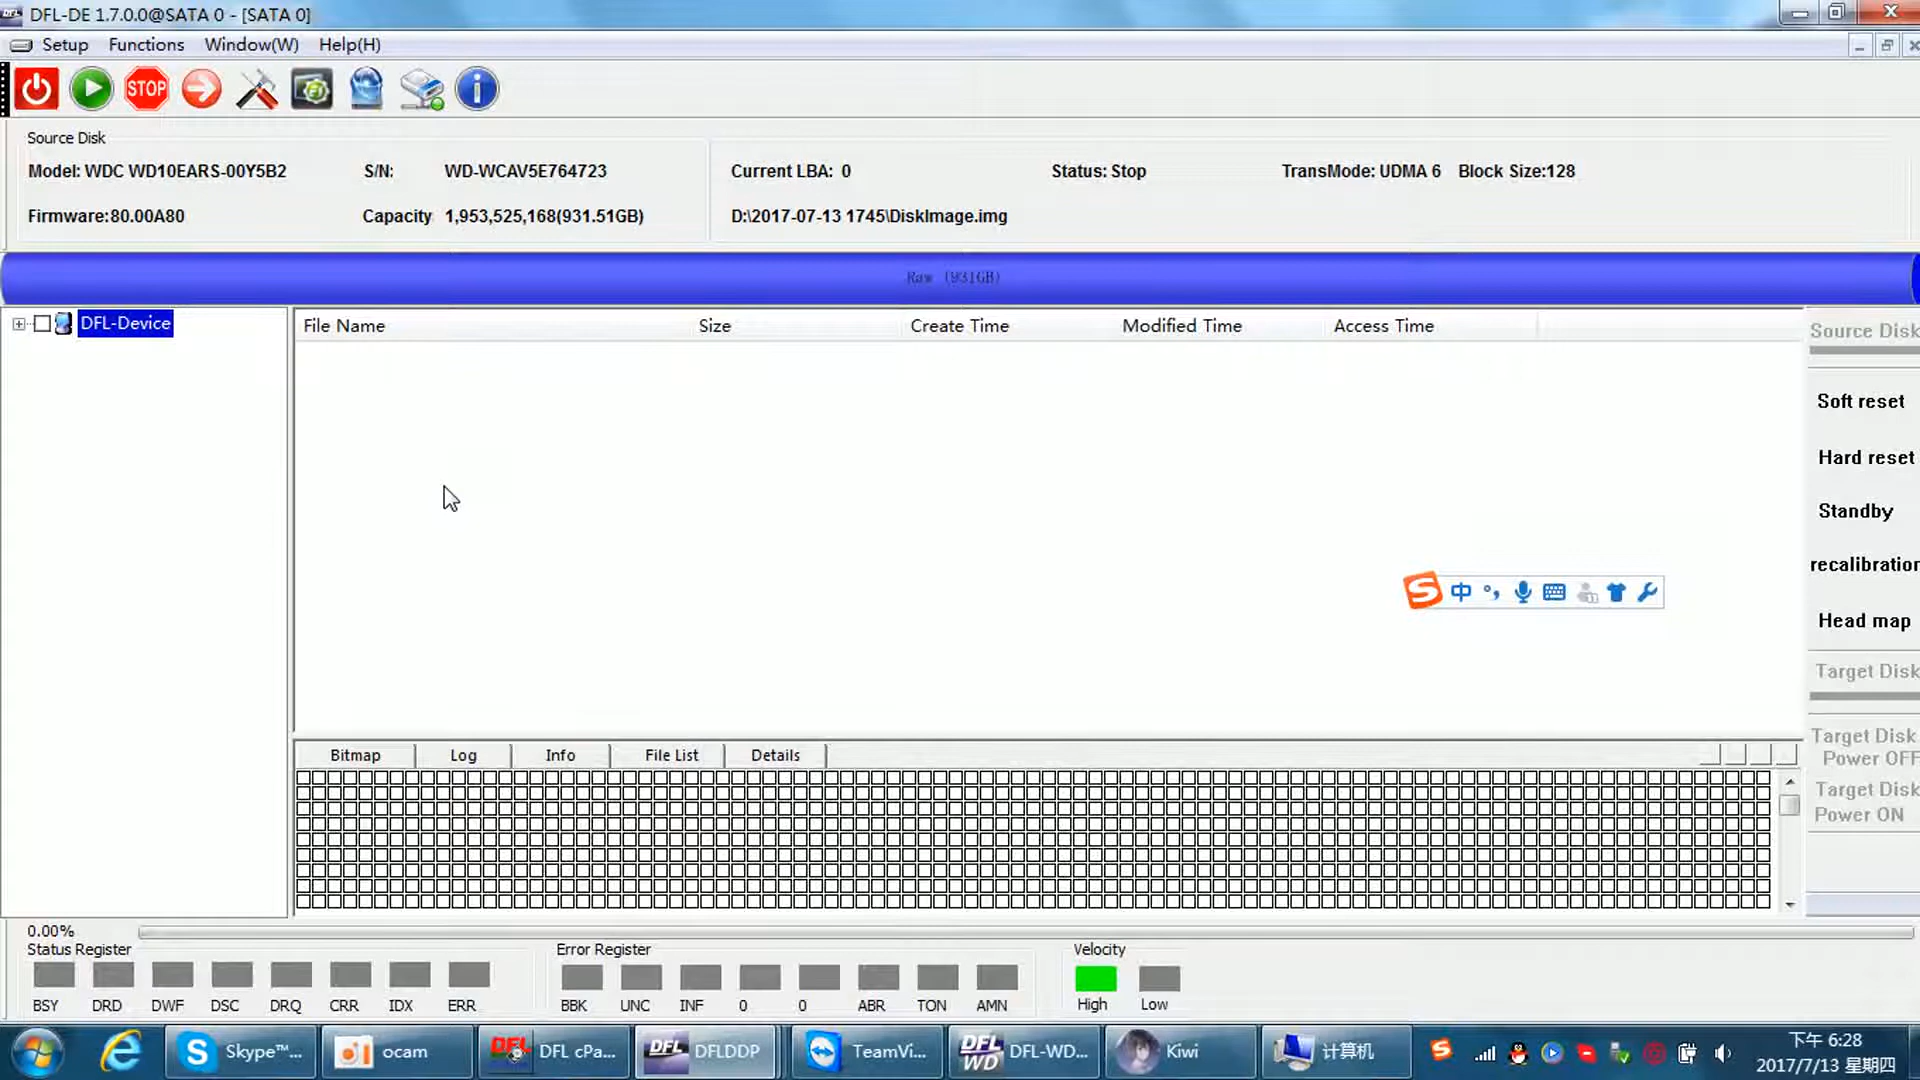 DFL-DE 1.7.0.0@SATA 0 - [SATA 0]
Setup Functions Window(W) Help(H)
STOP
Source Disk
Model: WDC WD10EARS-00Y5B2 S/N: WD-WCAV5E764723 Current LBA: 0 Status: Stop TransMode: UDMA 6 Block Size:128
Firmware:80.00A80 Capacity 1,953,525,168(931.51GB) D:\2017-07-13 1745\DiskImage.img
Raw (931GB)
DFL-Device
File Name Size Create Time Modified Time Access Time
Source Disk
Soft reset
Hard reset
Standby
recalibration
Head map
Target Disk
Target Disk
Power OFF
Target Disk
Power ON
中
Bitmap Log Info File List Details
0.00%
Status Register Error Register Velocity
BSY DRD DWF DSC DRQ CRR IDX ERR BBK UNC INF 0 0 ABR TON AMN High Low
Skype™... ocam DFL cPa... DFLDDP TeamVi... DFL-WD... Kiwi 计算机
下午 6:28
2017/7/13 星期四